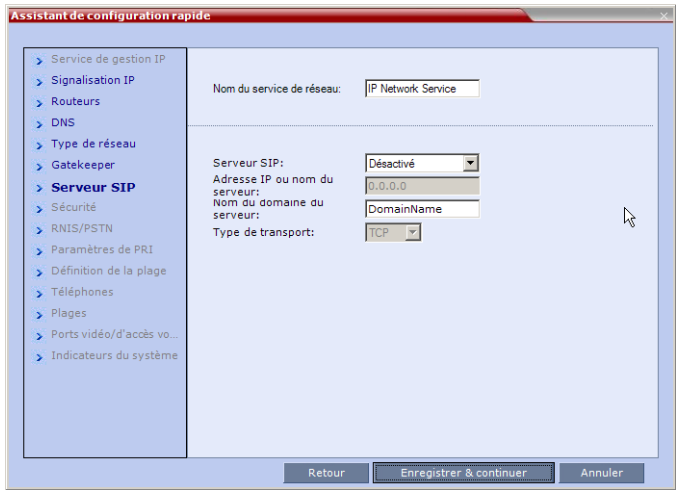 Assistant de configuration rapide
Service de gestion IP
Signalisation IP
Routeurs
DNS
Type de réseau
Gatekeeper
Serveur SIP
Sécurité
RNIS/PSTN
Paramètres de PRI
Définition de la plage
Téléphones
Plages
Ports vidéo/d'accès vo...
Indicateurs du système
Nom du service de réseau: IP Network Service
Serveur SIP: Désactivé
Adresse IP ou nom du
serveur: 0.0.0.0
Nom du domaine du
serveur: DomainName
Type de transport: TCP
Retour Enregistrer & continuer Annuler